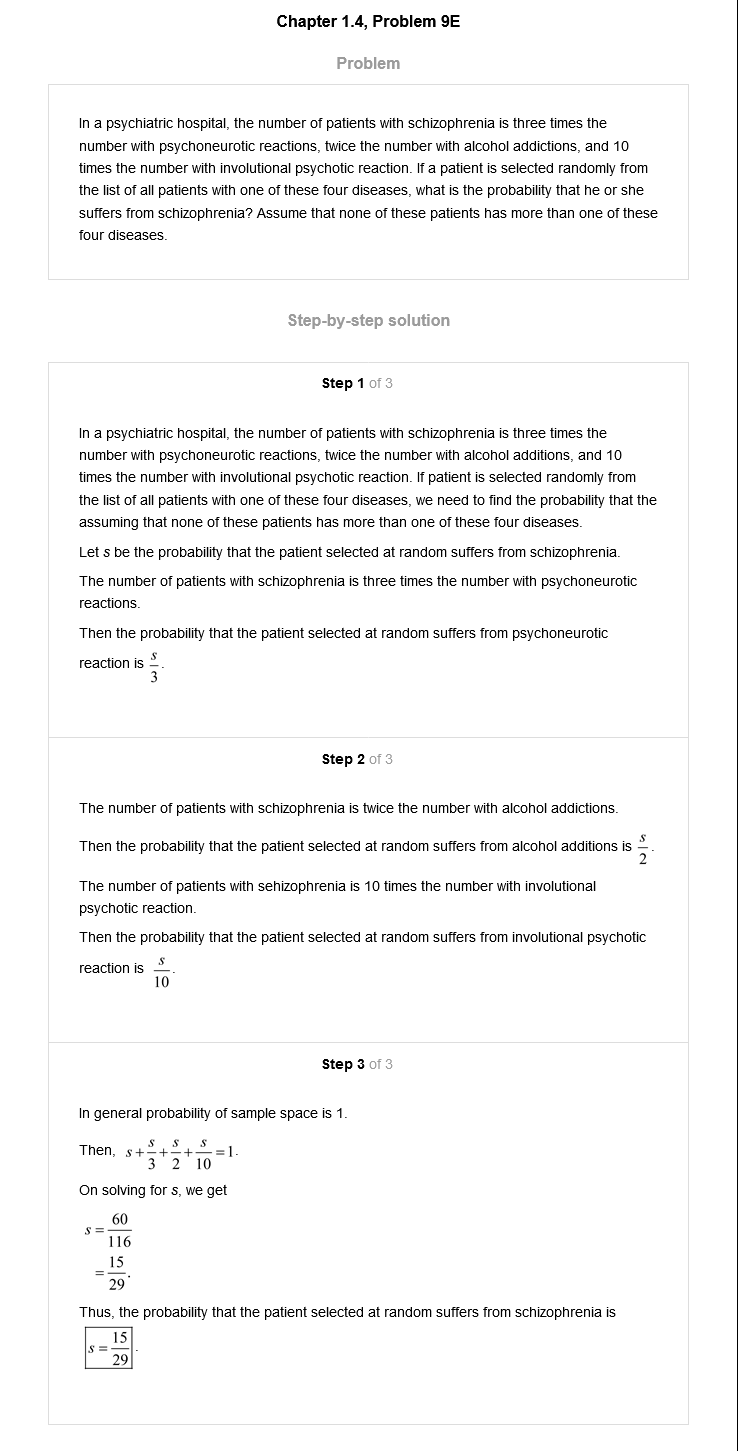 Chapter 1.4, Problem 9E
Problem
In a psychiatric hospital, the number of patients with schizophrenia is three times the
number with psychoneurotic reactions, twice the number with alcohol addictions, and 10
times the number with involutional psychotic reaction. If a patient is selected randomly from
the list of all patients with one of these four diseases, what is the probability that he or she
suffers from schizophrenia? Assume that none of these patients has more than one of these
four diseases.
Step-by-step solution
Step 1 of 3
In a psychiatric hospital, the number of patients with schizophrenia is three times the
number with psychoneurotic reactions, twice the number with alcohol additions, and 10
times the number with involutional psychotic reaction. If patient is selected randomly from
the list of all patients with one of these four diseases, we need to find the probability that the
assuming that none of these patients has more than one of these four diseases.
Let s be the probability that the patient selected at random suffers from schizophrenia.
The number of patients with schizophrenia is three times the number with psychoneurotic
reactions.
Then the probability that the patient selected at random suffers from psychoneurotic
reaction is s/3.
Step 2 of 3
The number of patients with schizophrenia is twice the number with alcohol addictions.
Then the probability that the patient selected at random suffers from alcohol additions is s/2.
The number of patients with sehizophrenia is 10 times the number with involutional
psychotic reaction.
Then the probability that the patient selected at random suffers from involutional psychotic
reaction is s/10.
Step 3 of 3
In general probability of sample space is 1.
Then, s+s/3+s/2+s/10=1.
On solving for s, we get
s=60/116
=15/29.
Thus, the probability that the patient selected at random suffers from schizophrenia is
s=15/29.